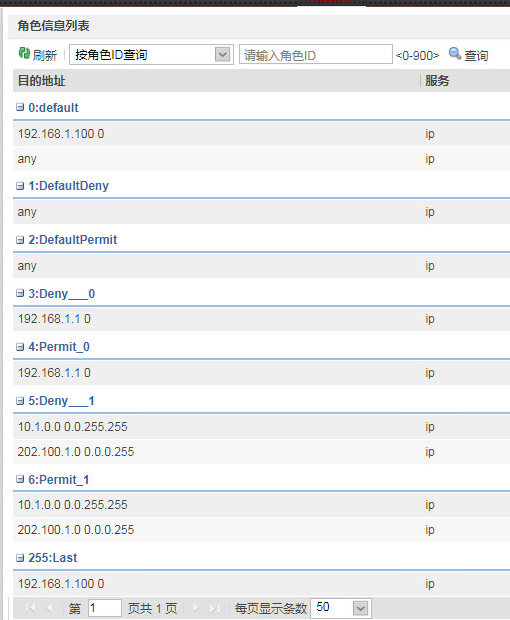 角色信息列表
刷新 按角色ID查询 请输入角色ID <0-900> 查询
目的地址 服务
0:default
192.168.1.100 0 ip
any ip
1:DefaultDeny
any ip
2:DefaultPermit
any ip
3:Deny___0
192.168.1.1 0 ip
4:Permit_0
192.168.1.1 0 ip
5:Deny___1
10.1.0.0 0.0.255.255 ip
202.100.1.0 0.0.0.255 ip
6:Permit_1
10.1.0.0 0.0.255.255 ip
202.100.1.0 0.0.0.255 ip
255:Last
192.168.1.100 0 ip
第 1 页共 1 页 每页显示条数 50